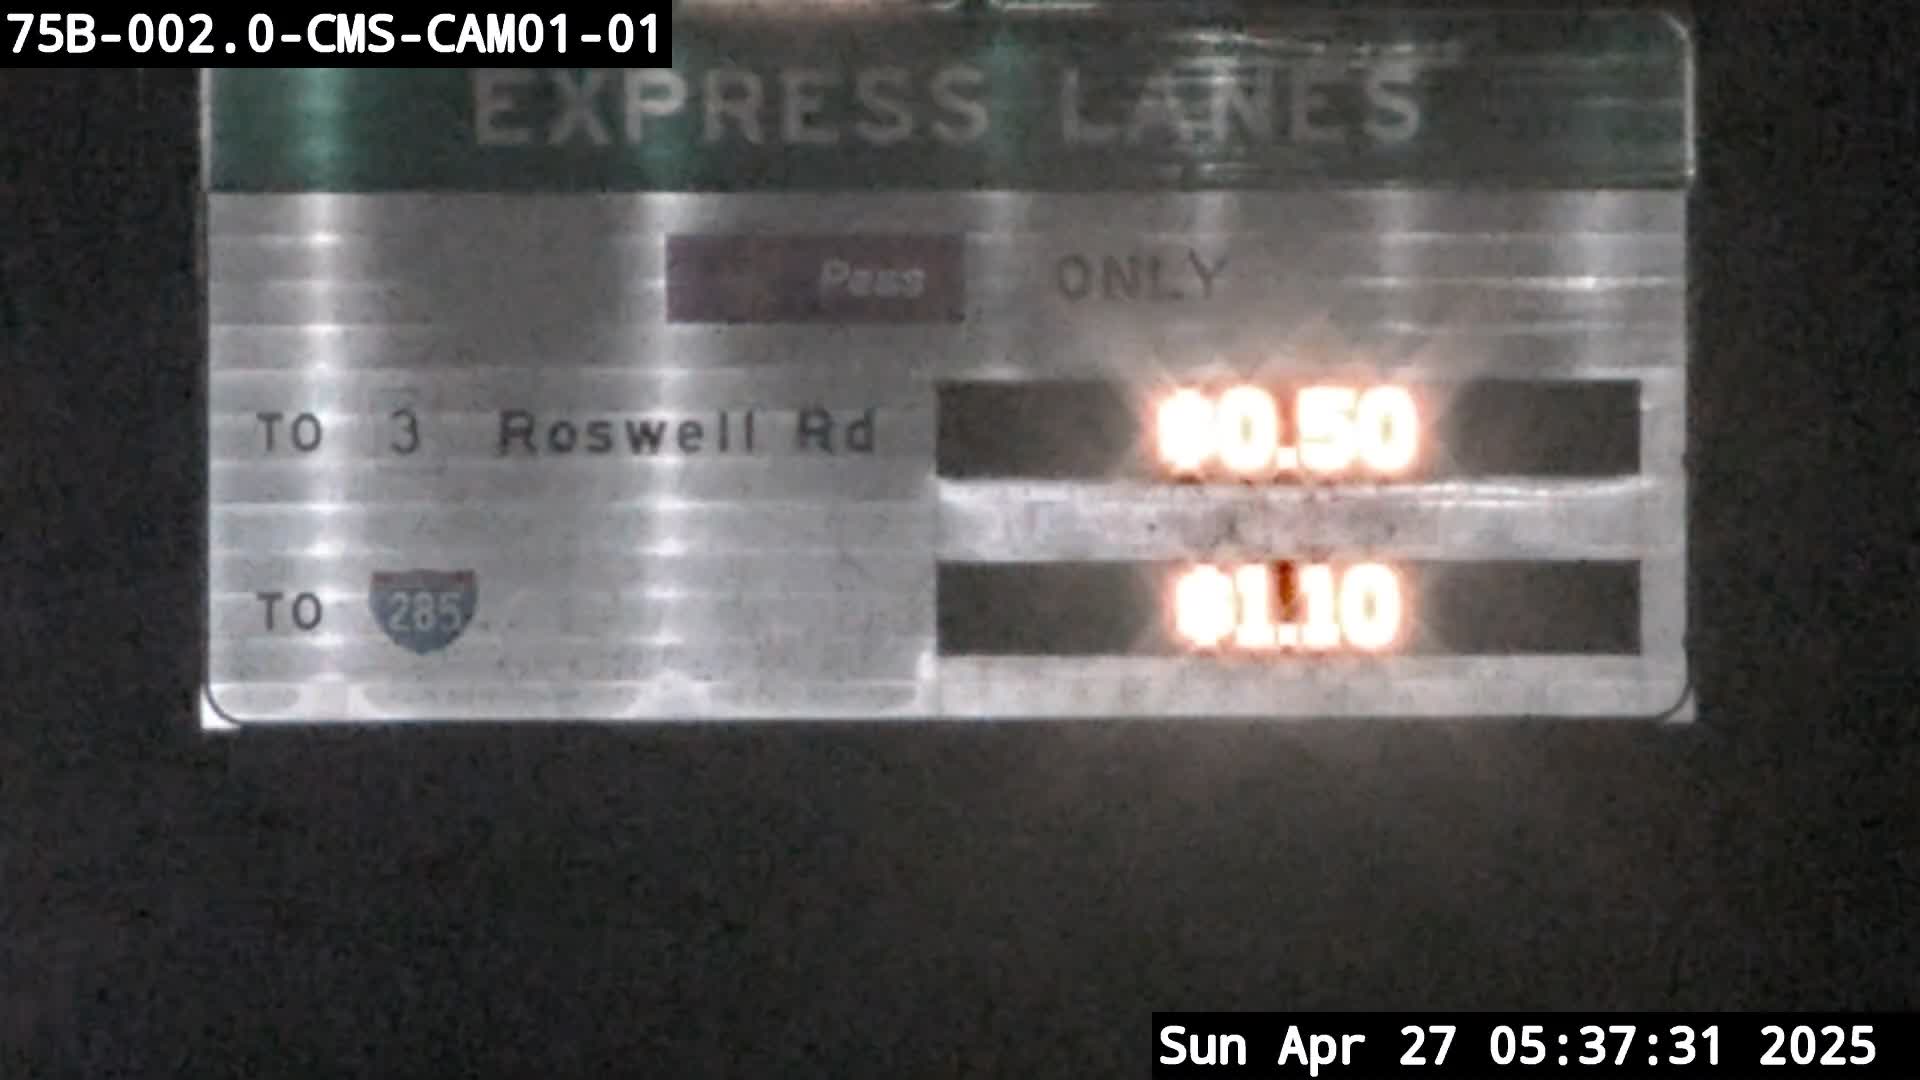 75B-002.0-CMS-CAM01-01
EXPRESS LANES
Pass ONLY
TO 3 Roswell Rd $0.50
TO 285 $1.10
Sun Apr 27 05:37:31 2025